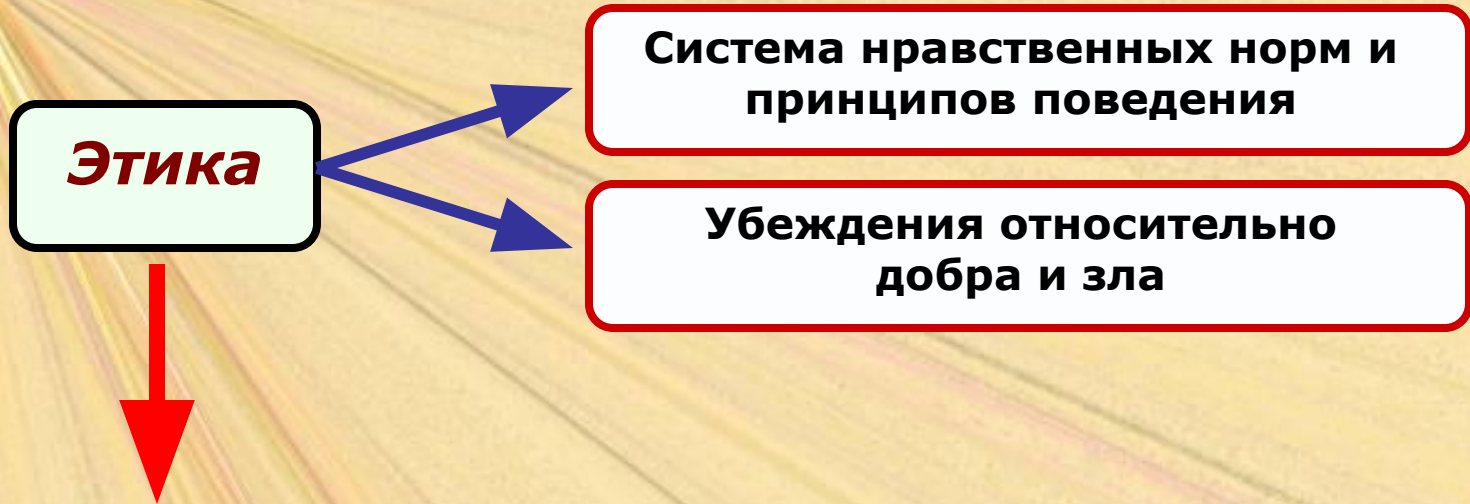 Система нравственных норм и
принципов поведения
Этика
Убеждения относительно
добра и зла